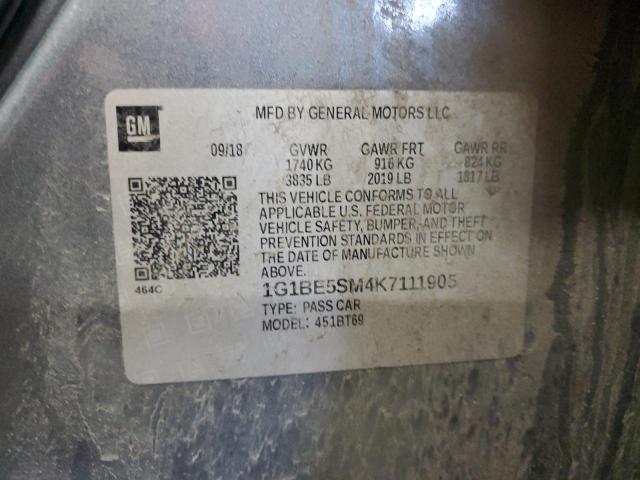 GM
MFD BY GENERAL MOTORS LLC
09/18 GVWR GAWR FRT GAWR RR
1740 KG 916 KG 824 KG
3835 LB 2019 LB 1817 LB
THIS VEHICLE CONFORMS TO ALL
APPLICABLE U.S. FEDERAL MOTOR
VEHICLE SAFETY, BUMPER, AND THEFT
PREVENTION STANDARDS IN EFFECT ON
THE DATE OF MANUFACTURE SHOWN
ABOVE.
464C
1G1BE5SM4K7111905
TYPE: PASS CAR
MODEL: 451BT69